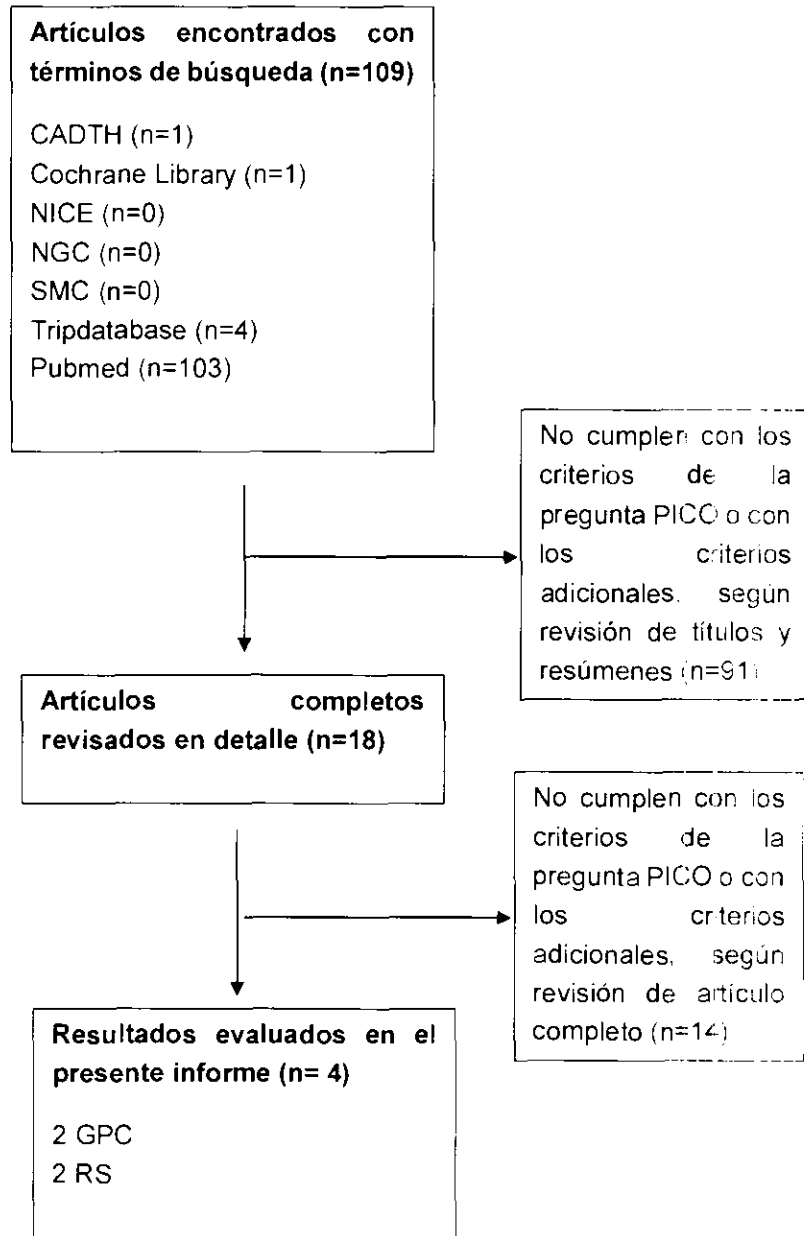 Artículos encontrados con
términos de búsqueda (n=109)
CADTH (n=1)
Cochrane Library (n=1)
NICE (n=0)
NGC (n=0)
SMC (n=0)
Tripdatabase (n=4)
Pubmed (n=103)
No cumplen con los
criterios de la
pregunta PICO o con
los criterios
adicionales, según
revisión de títulos y
resúmenes (n=91)
Artículos completos
revisados en detalle (n=18)
No cumplen con los
criterios de la
pregunta PICO o con
los criterios
adicionales, según
revisión de artículo
completo (n=14)
Resultados evaluados en el
presente informe (n= 4)
2 GPC
2 RS